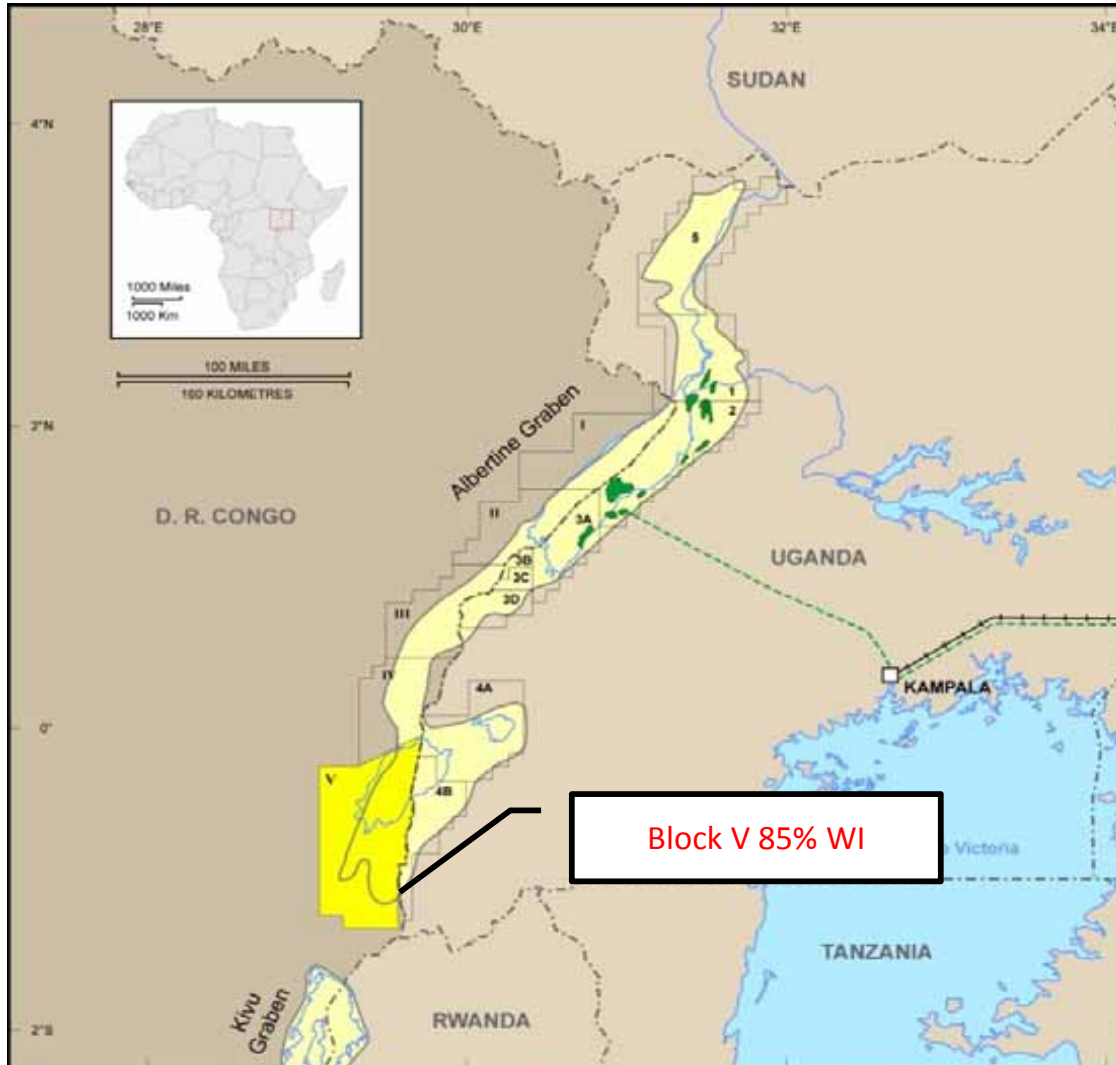 28°E
30°E
32°E
34°E
SUDAN
4°N
1000 Miles
1000 Km
100 MILES
160 KILOMETRES
5
1
2
2°N
Albertine Graben
I
II
D. R. CONGO
3A
UGANDA
3B
3C
3D
III
IV
4A
KAMPALA
0°
V
4B
Block V 85% WI
Victoria
TANZANIA
Kivu
Graben
RWANDA
2°S